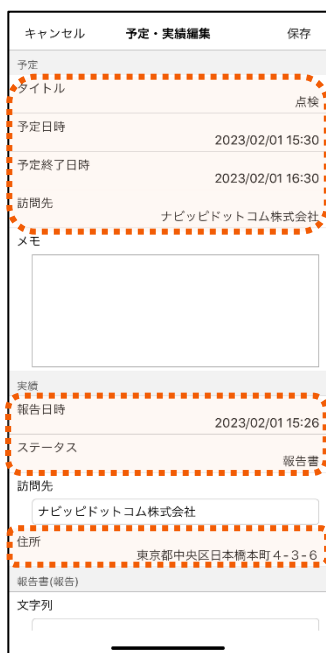 キャンセル 予定・実績編集 保存
予定
タイトル
点検
予定日時
2023/02/01 15:30
予定終了日時
2023/02/01 16:30
訪問先
ナビッピドットコム株式会社
メモ
実績
報告日時
2023/02/01 15:26
ステータス
報告書
訪問先
ナビッピドットコム株式会社
住所
東京都中央区日本橋本町4-3-6
報告書(報告)
文字列